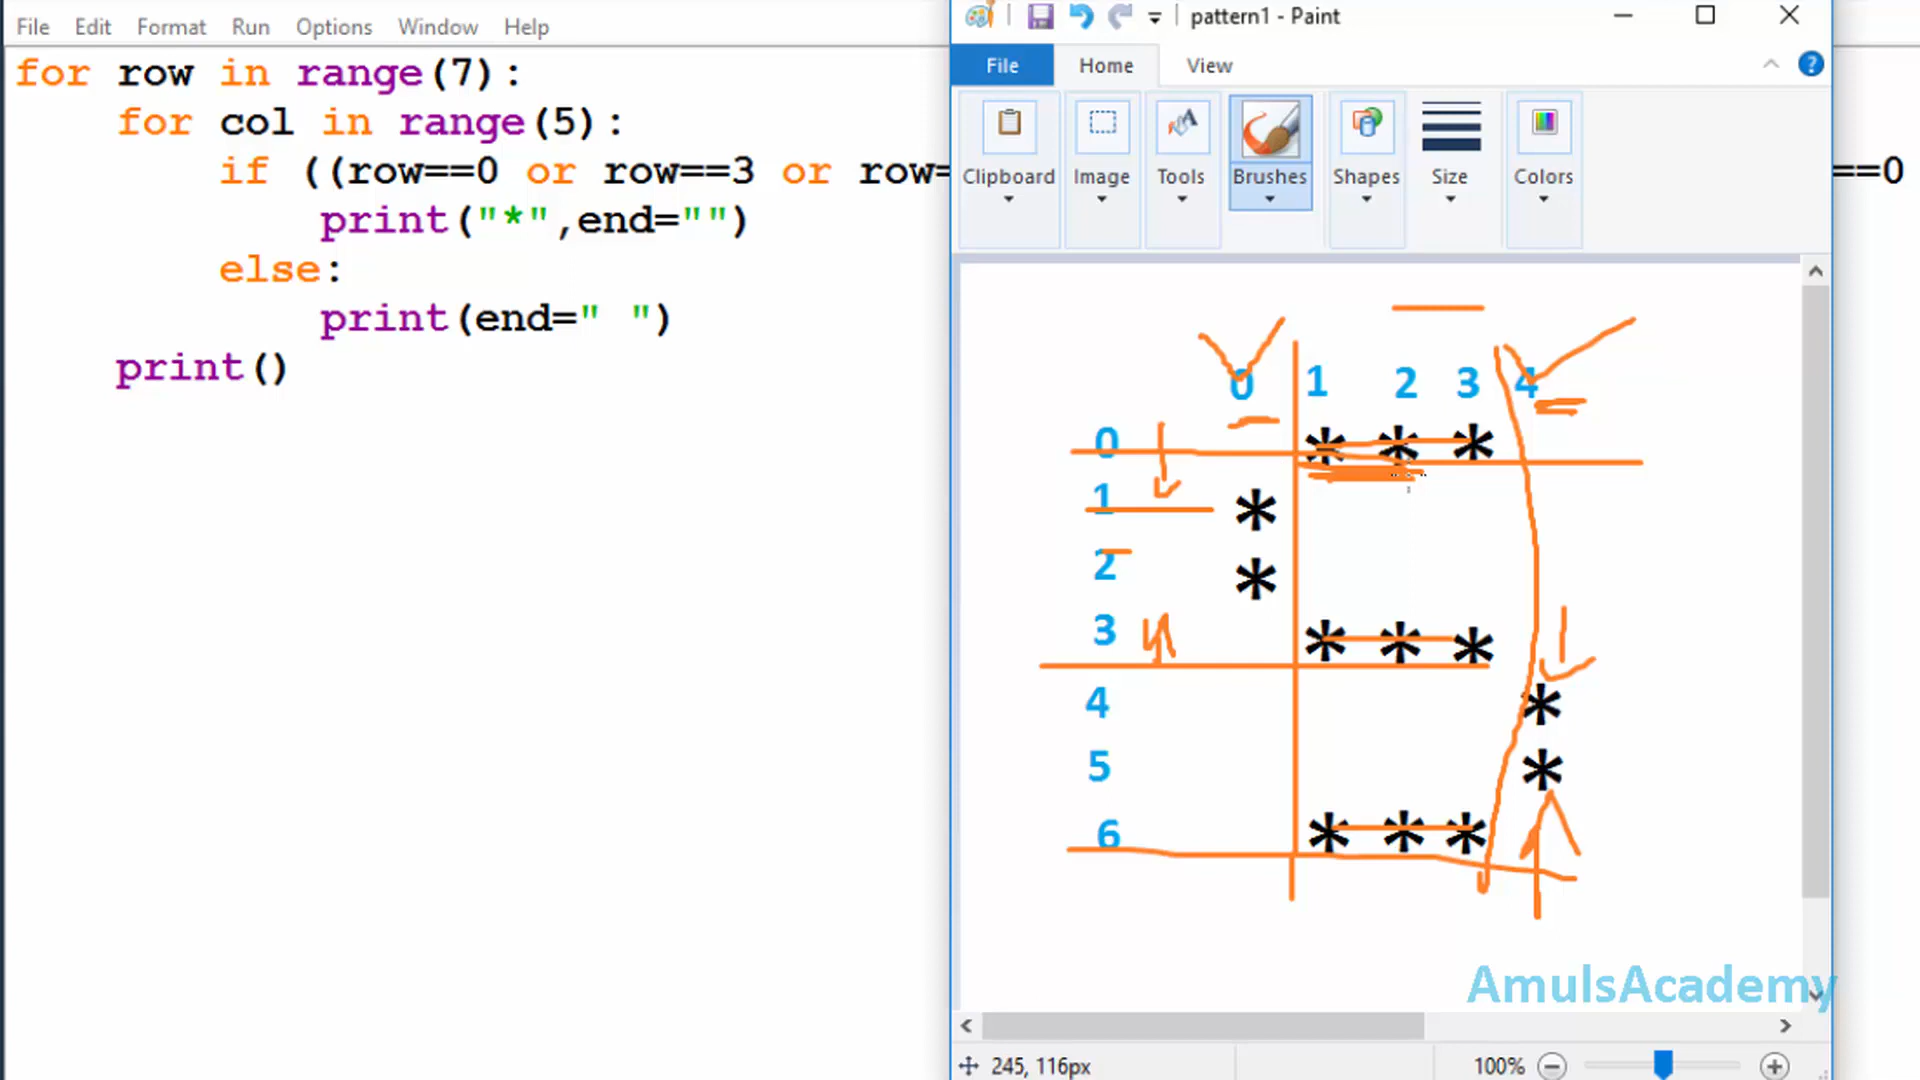 File Edit Format Run Options Window Help
for row in range(7):
for col in range(5):
if ((row==0 or row==3 or row=
==0
print("*",end="")
else:
print(end=" ")
print()
pattern1 - Paint
File Home View
Clipboard Image Tools Brushes Shapes Size Colors
0 1 2 3 4
0 * * *
1 *
2 *
3 * * *
4 *
5 *
6 * * *
AmulsAcademy
245, 116px
100%